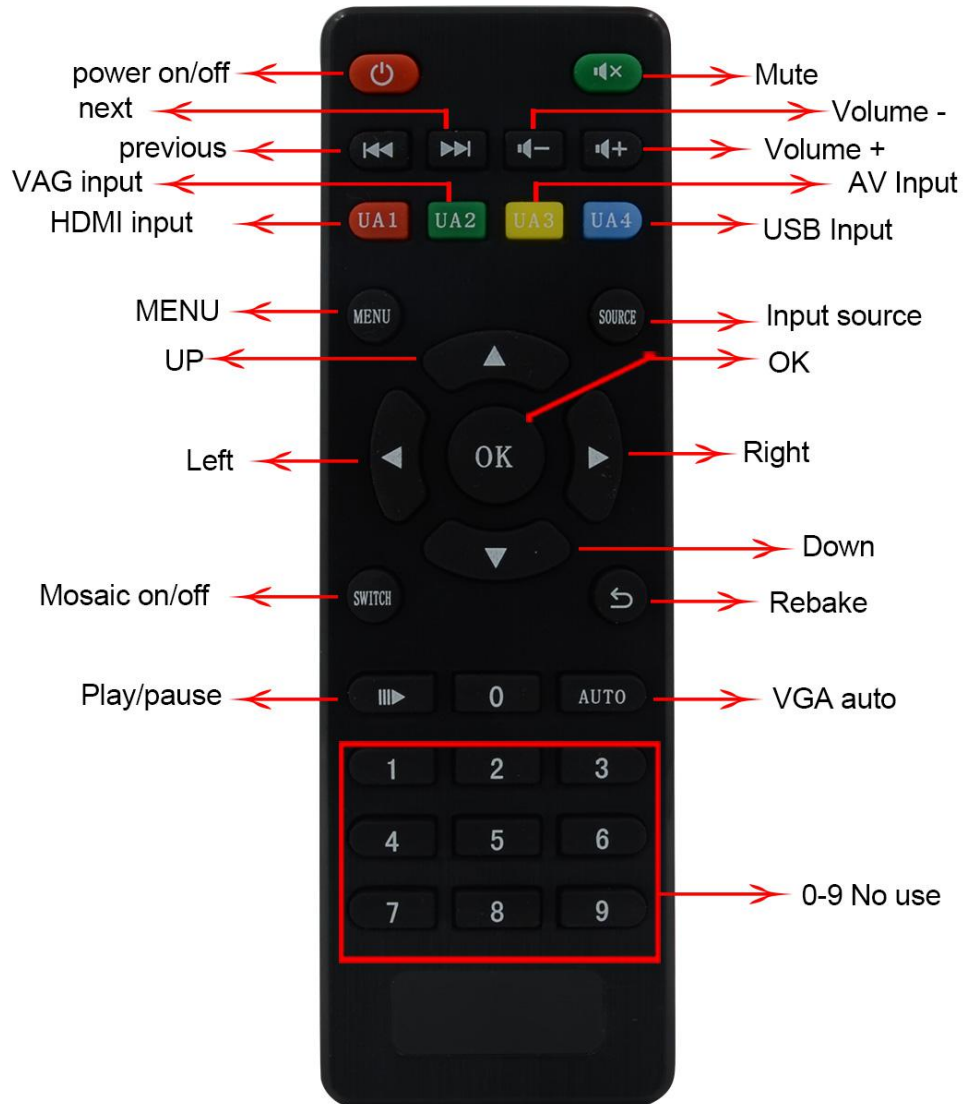 power on/off
Mute
next
Volume -
previous
Volume +
VAG input
AV Input
HDMI input
UA1
UA2
UA3
UA4
USB Input
MENU
MENU
SOURCE
Input source
UP
OK
Left
OK
Right
Down
Mosaic on/off
SWITCH
Rebake
Play/pause
0
AUTO
VGA auto
1 2 3
4 5 6
0-9 No use
7 8 9